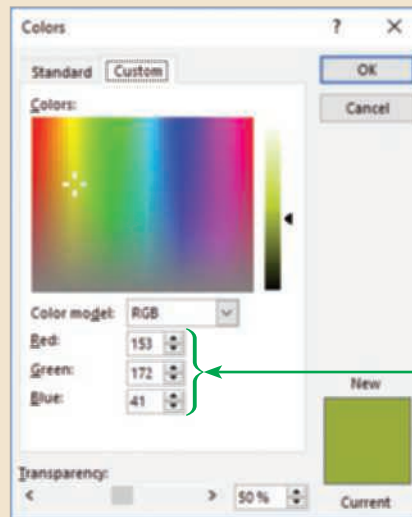 Colors ? ×
Standard Custom
OK
Cancel
Colors:
Color model: RGB
Red: 153
Green: 172
Blue: 41
New
Current
Transparency:
< > 50 %